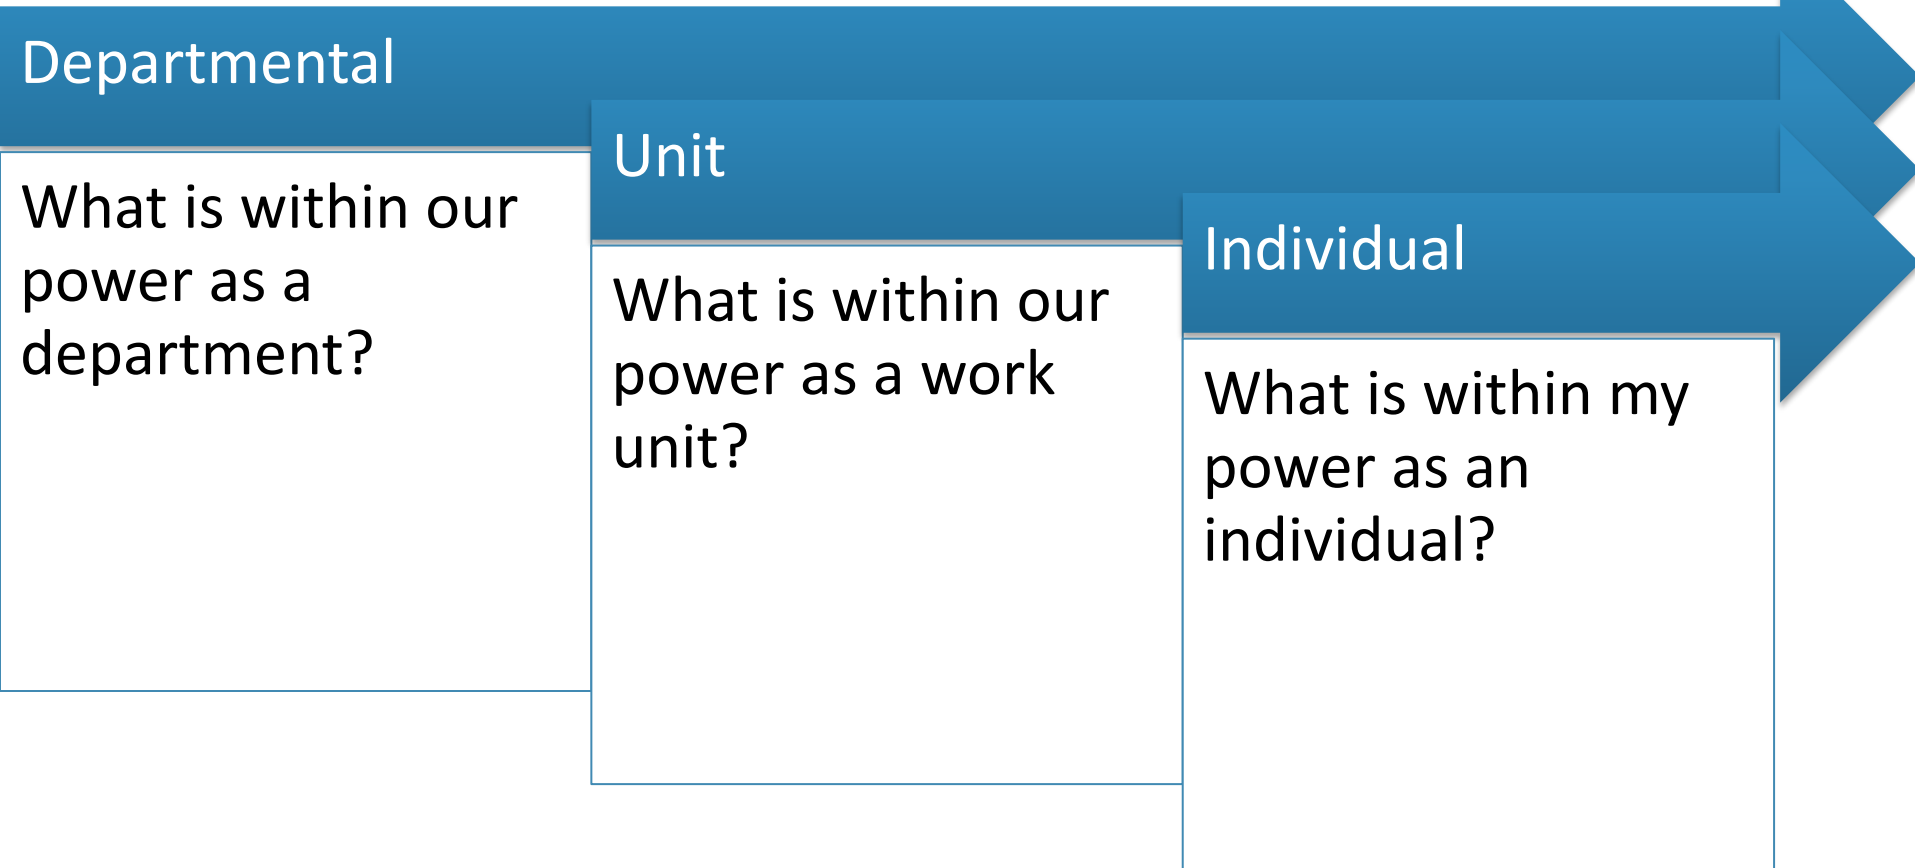 Departmental
What is within our
power as a
department?
Unit
What is within our
power as a work
unit?
Individual
What is within my
power as an
individual?